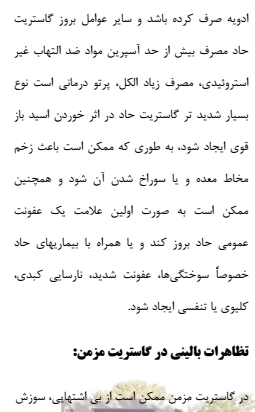 ادویه صرف کرده باشد و سایر عوامل بروز گاستریت
حاد مصرف بیش از حد آسپرین مواد ضد التهاب غیر
استروئیدی، مصرف زیاد الکل، پرتو درمانی است نوع
بسیار شدید تر گاستریت حاد در اثر خوردن اسید باز
قوی ایجاد شود، به طوری که ممکن است باعث زخم
مخاط معده و یا سوراخ شدن آن شود و همچنین
ممکن است به صورت اولین علامت یک عفونت
عمومی حاد بروز کند و یا همراه با بیماریهای حاد
خصوصاً سوختگی‌ها، عفونت شدید، نارسایی کبدی،
کلیوی یا تنفسی ایجاد شود.
تظاهرات بالینی در گاستریت مزمن:
در گاستریت مزمن ممکن است از بی اشتهایی، سوزش